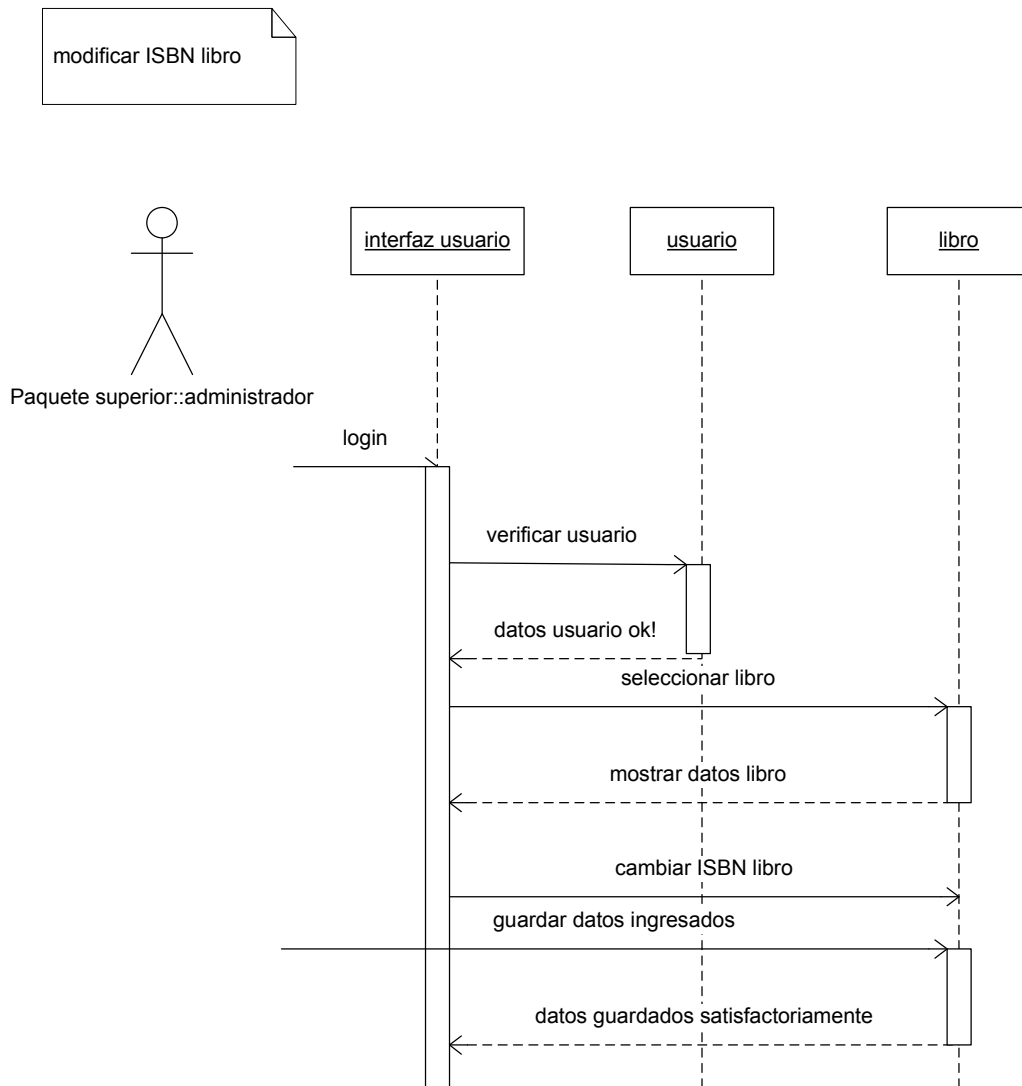 modificar ISBN libro
interfaz usuario
usuario
libro
Paquete superior::administrador
login
verificar usuario
datos usuario ok!
seleccionar libro
mostrar datos libro
cambiar ISBN libro
guardar datos ingresados
datos guardados satisfactoriamente